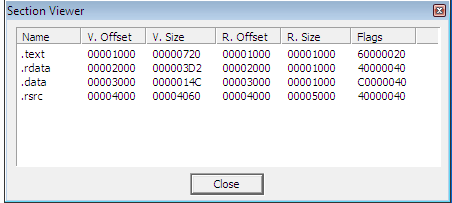 Section Viewer
Name V. Offset V. Size R. Offset R. Size Flags
.text 00001000 00000720 00001000 00001000 60000020
.rdata 00002000 000003D2 00002000 00001000 40000040
.data 00003000 0000014C 00003000 00001000 C0000040
.rsrc 00004000 00004060 00004000 00005000 40000040
Close